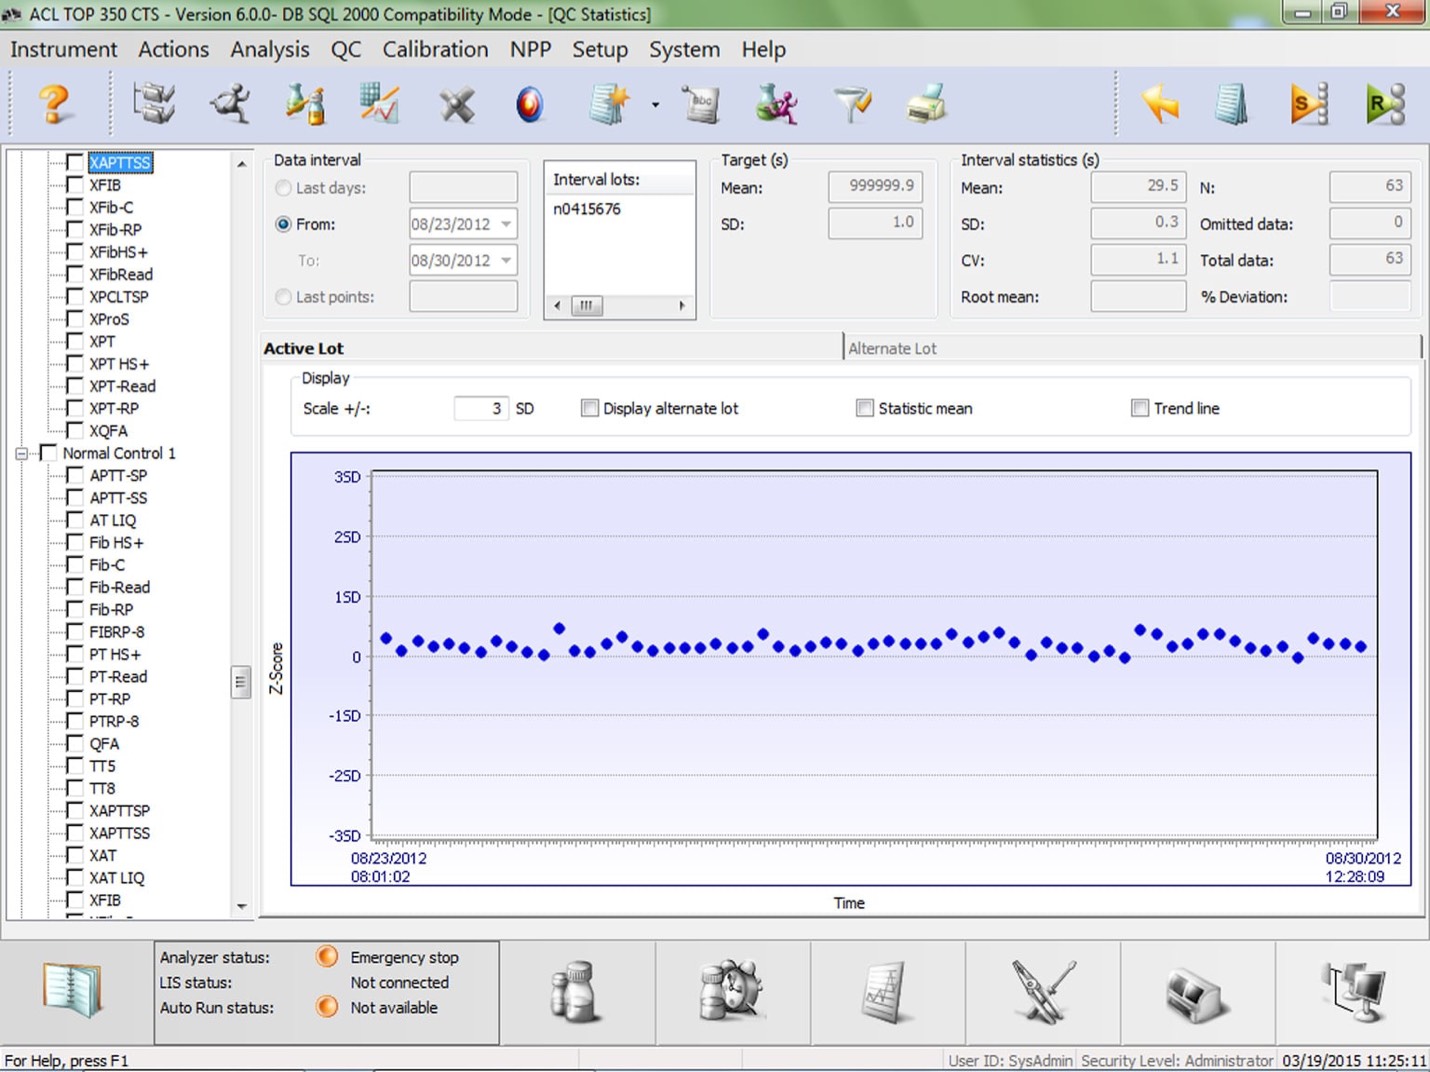 ACL TOP 350 CTS - Version 6.0.0- DB SQL 2000 Compatibility Mode - [QC Statistics]
Instrument Actions Analysis QC Calibration NPP Setup System Help
abc
S
R
XAPTTSS
XFIB
XFib-C
XFib-RP
XFibHS+
XFibRead
XPCLTSP
XProS
XPT
XPT HS+
XPT-Read
XPT-RP
XQFA
Normal Control 1
APTT-SP
APTT-SS
AT LIQ
Fib HS+
Fib-C
Fib-Read
Fib-RP
FIBRP-8
PT HS+
PT-Read
PT-RP
PTRP-8
QFA
TT5
TT8
XAPTTSP
XAPTTSS
XAT
XAT LIQ
XFIB
Data interval
Last days:
From: 08/23/2012
To: 08/30/2012
Last points:
Interval lots:
n0415676
Target (s)
Mean: 999999.9
SD: 1.0
Interval statistics (s)
Mean: 29.5 N: 63
SD: 0.3 Omitted data: 0
CV: 1.1 Total data: 63
Root mean: % Deviation:
Active Lot Alternate Lot
Display
Scale +/-: 3 SD Display alternate lot Statistic mean Trend line
3SD
2SD
1SD
0
-1SD
-2SD
-3SD
Z-Score
08/23/2012 08/30/2012
08:01:02 12:28:09
Time
Analyzer status: Emergency stop
LIS status: Not connected
Auto Run status: Not available
For Help, press F1 User ID: SysAdmin Security Level: Administrator 03/19/2015 11:25:11